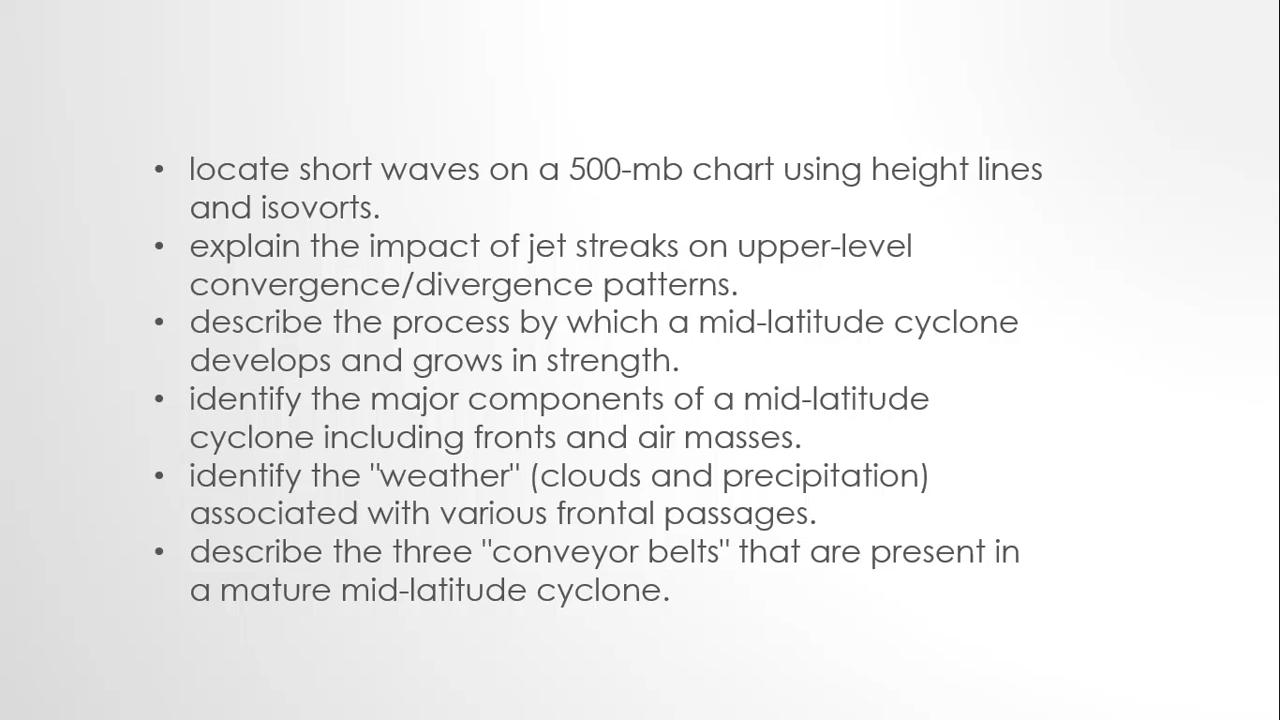 • locate short waves on a 500-mb chart using height lines
and isovorts.
• explain the impact of jet streaks on upper-level
convergence/divergence patterns.
• describe the process by which a mid-latitude cyclone
develops and grows in strength.
• identify the major components of a mid-latitude
cyclone including fronts and air masses.
• identify the "weather" (clouds and precipitation)
associated with various frontal passages.
• describe the three "conveyor belts" that are present in
a mature mid-latitude cyclone.